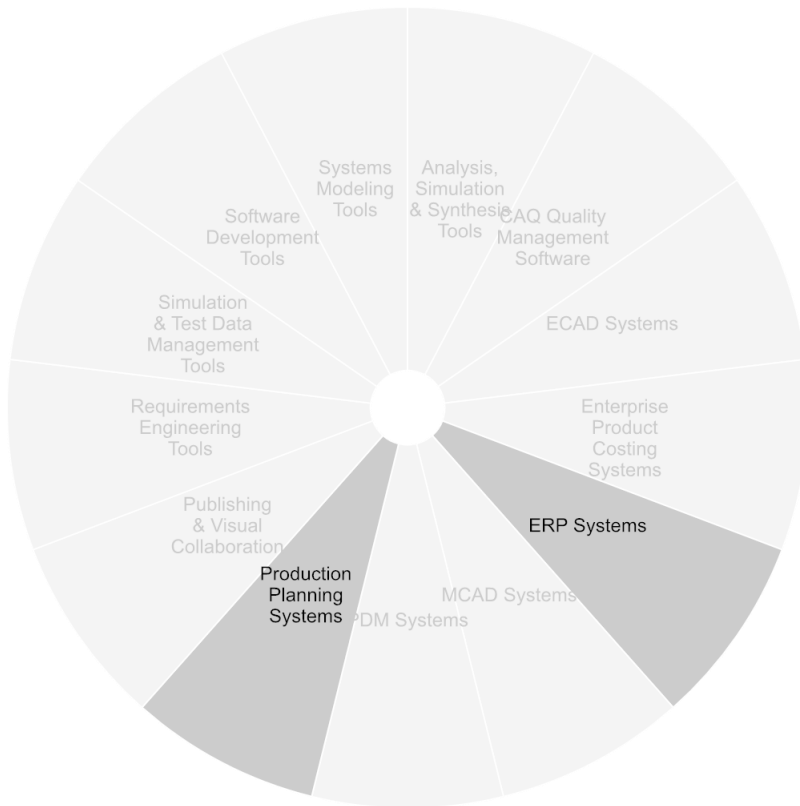 Systems
Modeling
Tools
Analysis,
Simulation
& Synthesis
Tools
CAQ Quality
Management
Software
ECAD Systems
Enterprise
Product
Costing
Systems
ERP Systems
MCAD Systems
PDM Systems
Production
Planning
Systems
Publishing
& Visual
Collaboration
Requirements
Engineering
Tools
Simulation
& Test Data
Management
Tools
Software
Development
Tools